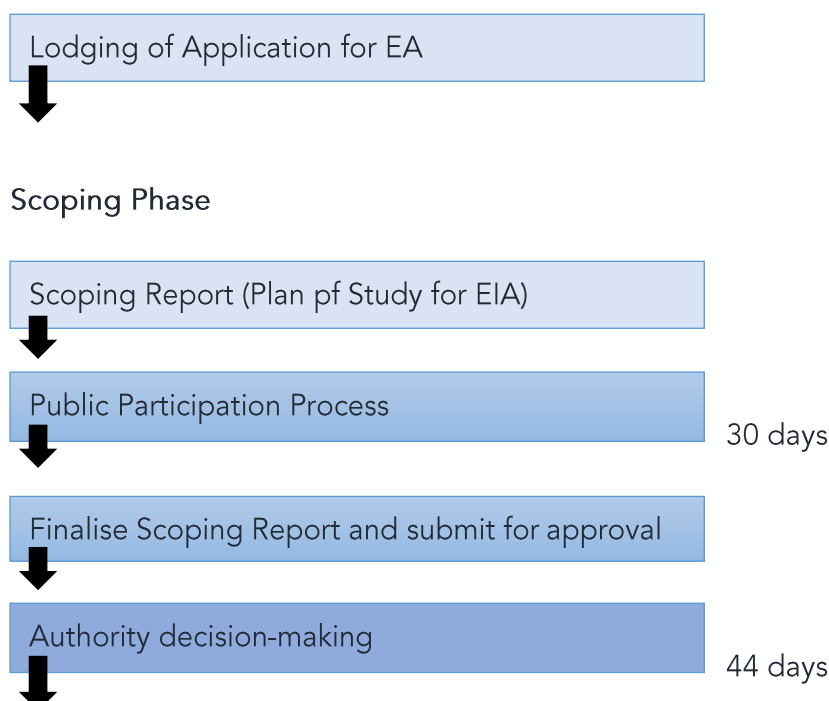 Lodging of Application for EA
Scoping Phase
Scoping Report (Plan pf Study for EIA)
Public Participation Process
30 days
Finalise Scoping Report and submit for approval
Authority decision-making
44 days